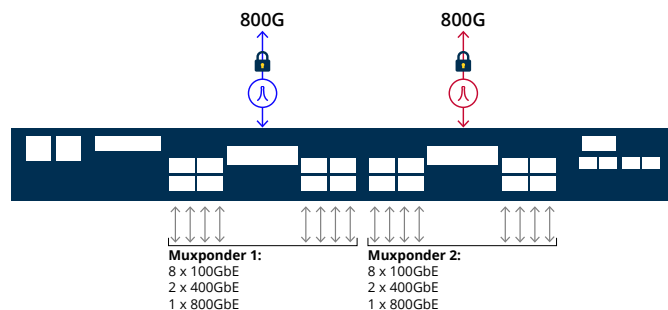 800G
800G
Muxponder 1:
8 x 100GbE
2 x 400GbE
1 x 800GbE
Muxponder 2:
8 x 100GbE
2 x 400GbE
1 x 800GbE